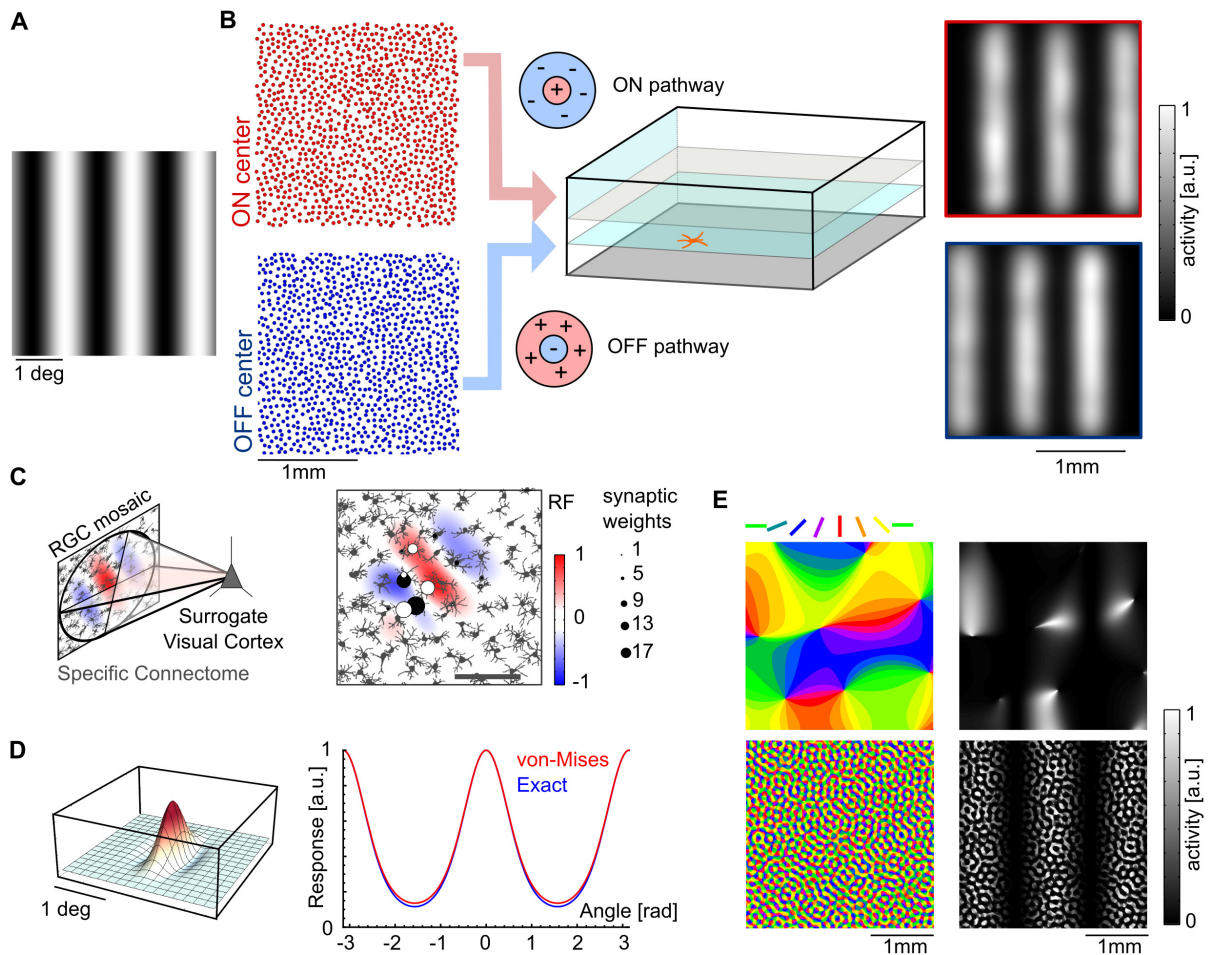 A
1 deg
B
ON center
OFF center
1mm
- - - - -
+
ON pathway
+ + + + +
-
OFF pathway
1
activity [a.u.]
0
1mm
C
RGC mosaic
Surrogate
Visual Cortex
Specific Connectome
RF
1
0
-1
synaptic
weights
1
5
9
13
17
D
1 deg
Response [a.u.]
1
0
von-Mises
Exact
Angle [rad]
-3 -2 -1 0 1 2 3
E
1
activity [a.u.]
0
1mm
1mm